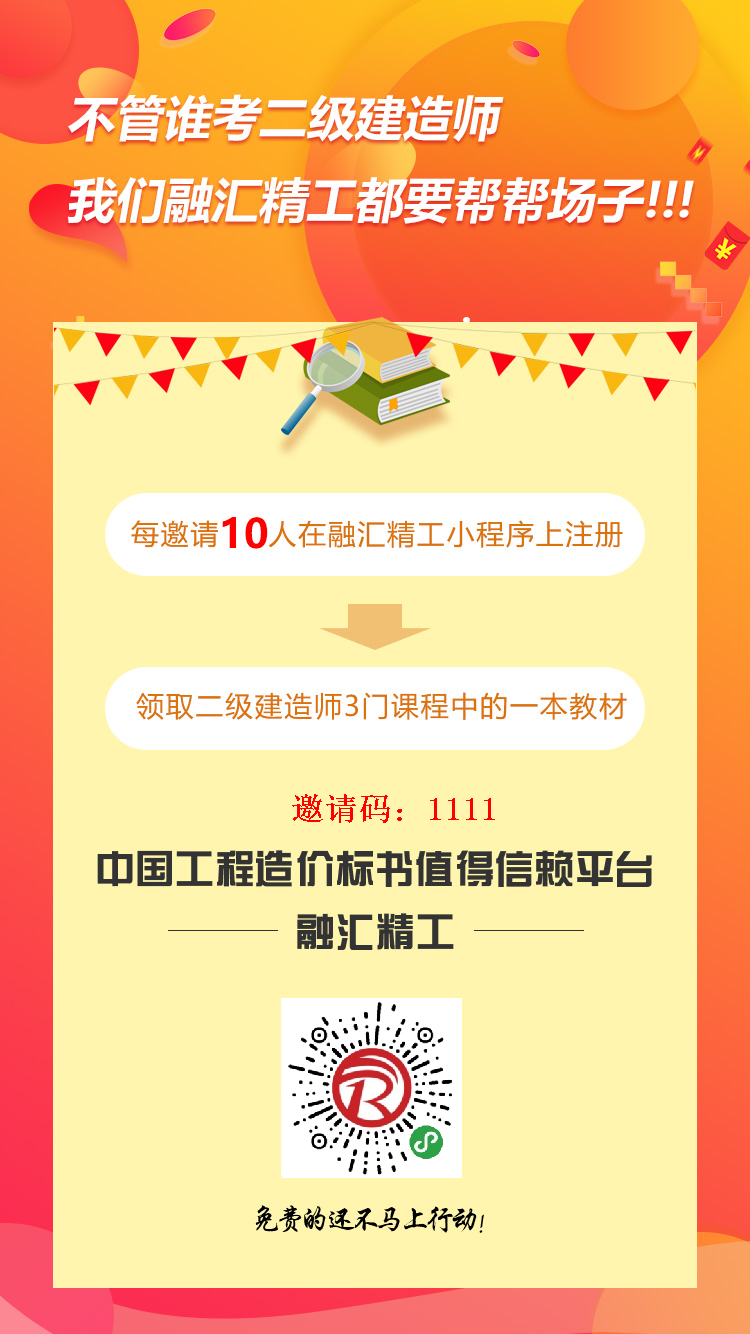 不管谁考二级建造师
我们融汇精工都要帮帮场子!!!
每邀请10人在融汇精工小程序上注册
领取二级建造师3门课程中的一本教材
邀请码：1111
中国工程造价标书值得信赖平台
融汇精工
免费的还不马上行动!